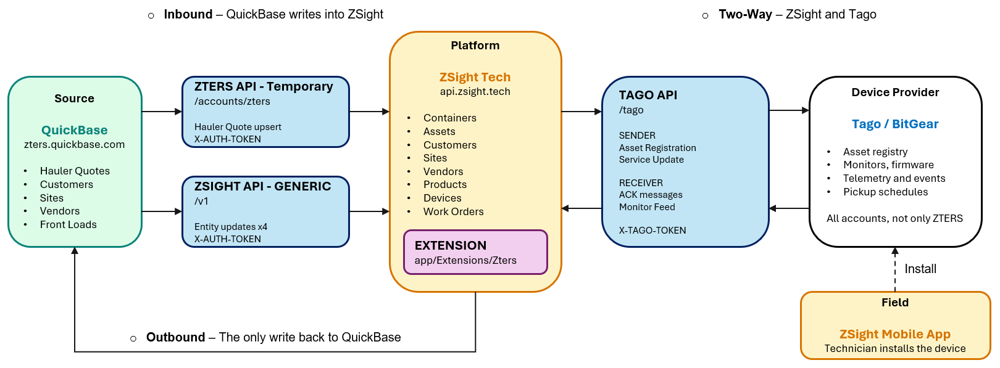 ○ Inbound – QuickBase writes into ZSight
○ Two-Way – ZSight and Tago
Source
QuickBase
zters.quickbase.com
• Hauler Quotes
• Customers
• Sites
• Vendors
• Front Loads
ZTERS API - Temporary
/accounts/zters
Hauler Quote upsert
X-AUTH-TOKEN
ZSIGHT API - GENERIC
/v1
Entity updates x4
X-AUTH-TOKEN
Platform
ZSight Tech
api.zsight.tech
• Containers
• Assets
• Customers
• Sites
• Vendors
• Products
• Devices
• Work Orders
EXTENSION
app/Extensions/Zters
TAGO API
/tago
SENDER
Asset Registration
Service Update
RECEIVER
ACK messages
Monitor Feed
X-TAGO-TOKEN
Device Provider
Tago / BitGear
• Asset registry
• Monitors, firmware
• Telemetry and events
• Pickup schedules
All accounts, not only ZTERS
Install
Field
ZSight Mobile App
Technician installs the device
○ Outbound – The only write back to QuickBase